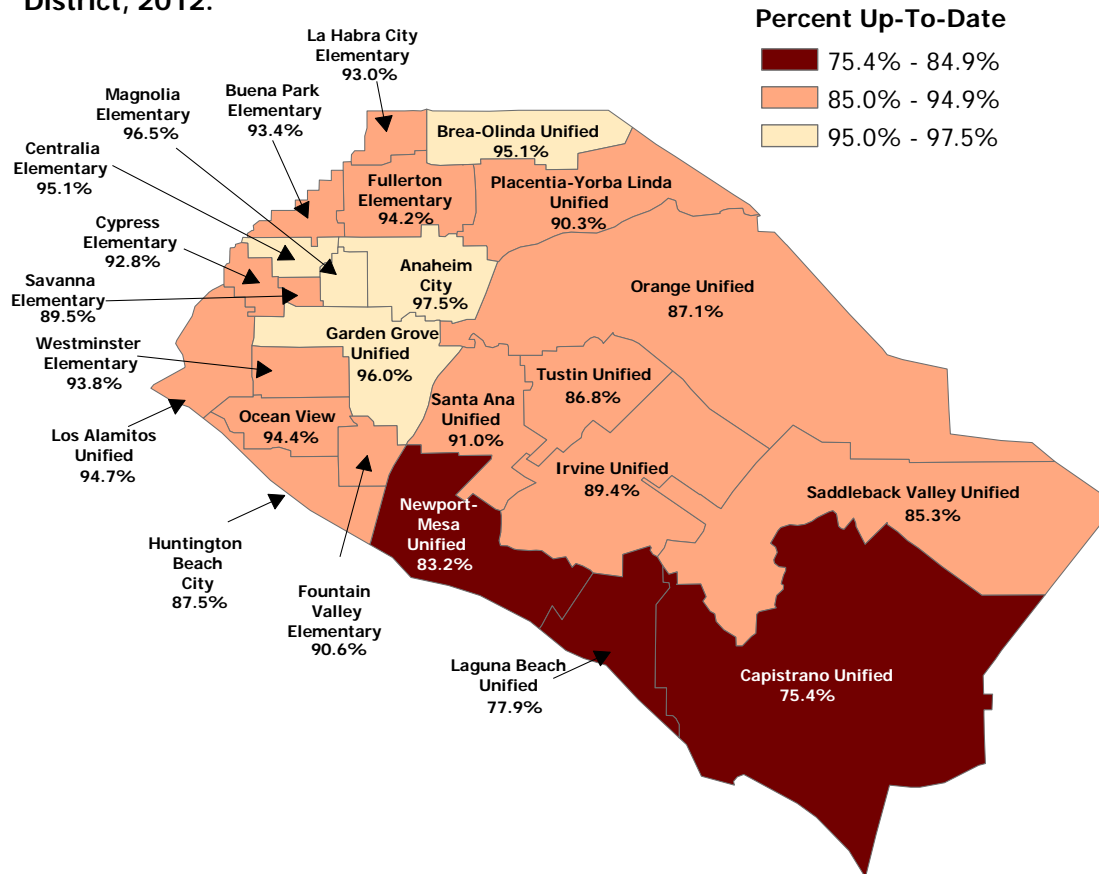 District, 2012.
Percent Up-To-Date
75.4% - 84.9%
85.0% - 94.9%
95.0% - 97.5%
La Habra City
Elementary
93.0%
Magnolia
Elementary
96.5%
Buena Park
Elementary
93.4%
Brea-Olinda Unified
95.1%
Centralia
Elementary
95.1%
Fullerton
Elementary
94.2%
Placentia-Yorba Linda
Unified
90.3%
Cypress
Elementary
92.8%
Anaheim
City
97.5%
Orange Unified
87.1%
Savanna
Elementary
89.5%
Garden Grove
Unified
96.0%
Westminster
Elementary
93.8%
Tustin Unified
86.8%
Santa Ana
Unified
91.0%
Ocean View
94.4%
Los Alamitos
Unified
94.7%
Irvine Unified
89.4%
Saddleback Valley Unified
85.3%
Newport-
Mesa
Unified
83.2%
Huntington
Beach
City
87.5%
Fountain
Valley
Elementary
90.6%
Laguna Beach
Unified
77.9%
Capistrano Unified
75.4%